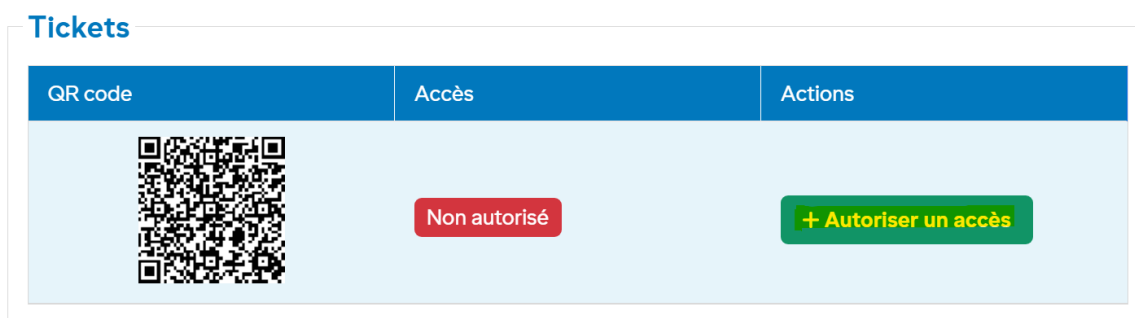 Tickets
QR code
Accès
Actions
Non autorisé
+ Autoriser un accès